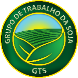 GRUPO DE TRABALHO DA SOJA
GTS